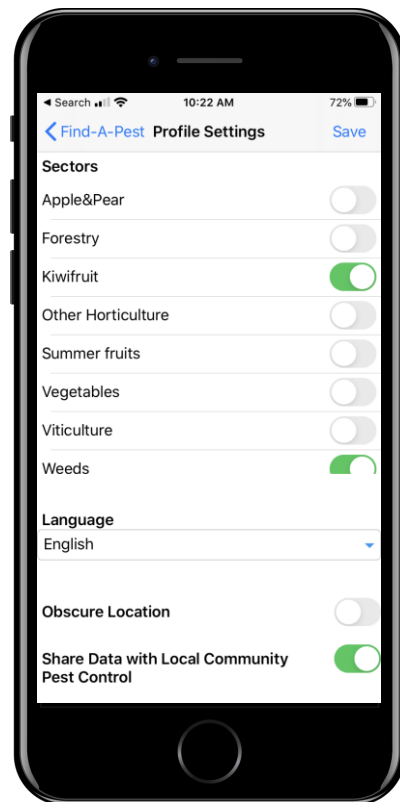 Search 10:22 AM 72%
Find-A-Pest Profile Settings Save
Sectors
Apple&Pear
Forestry
Kiwifruit
Other Horticulture
Summer fruits
Vegetables
Viticulture
Weeds
Language
English
Obscure Location
Share Data with Local Community
Pest Control